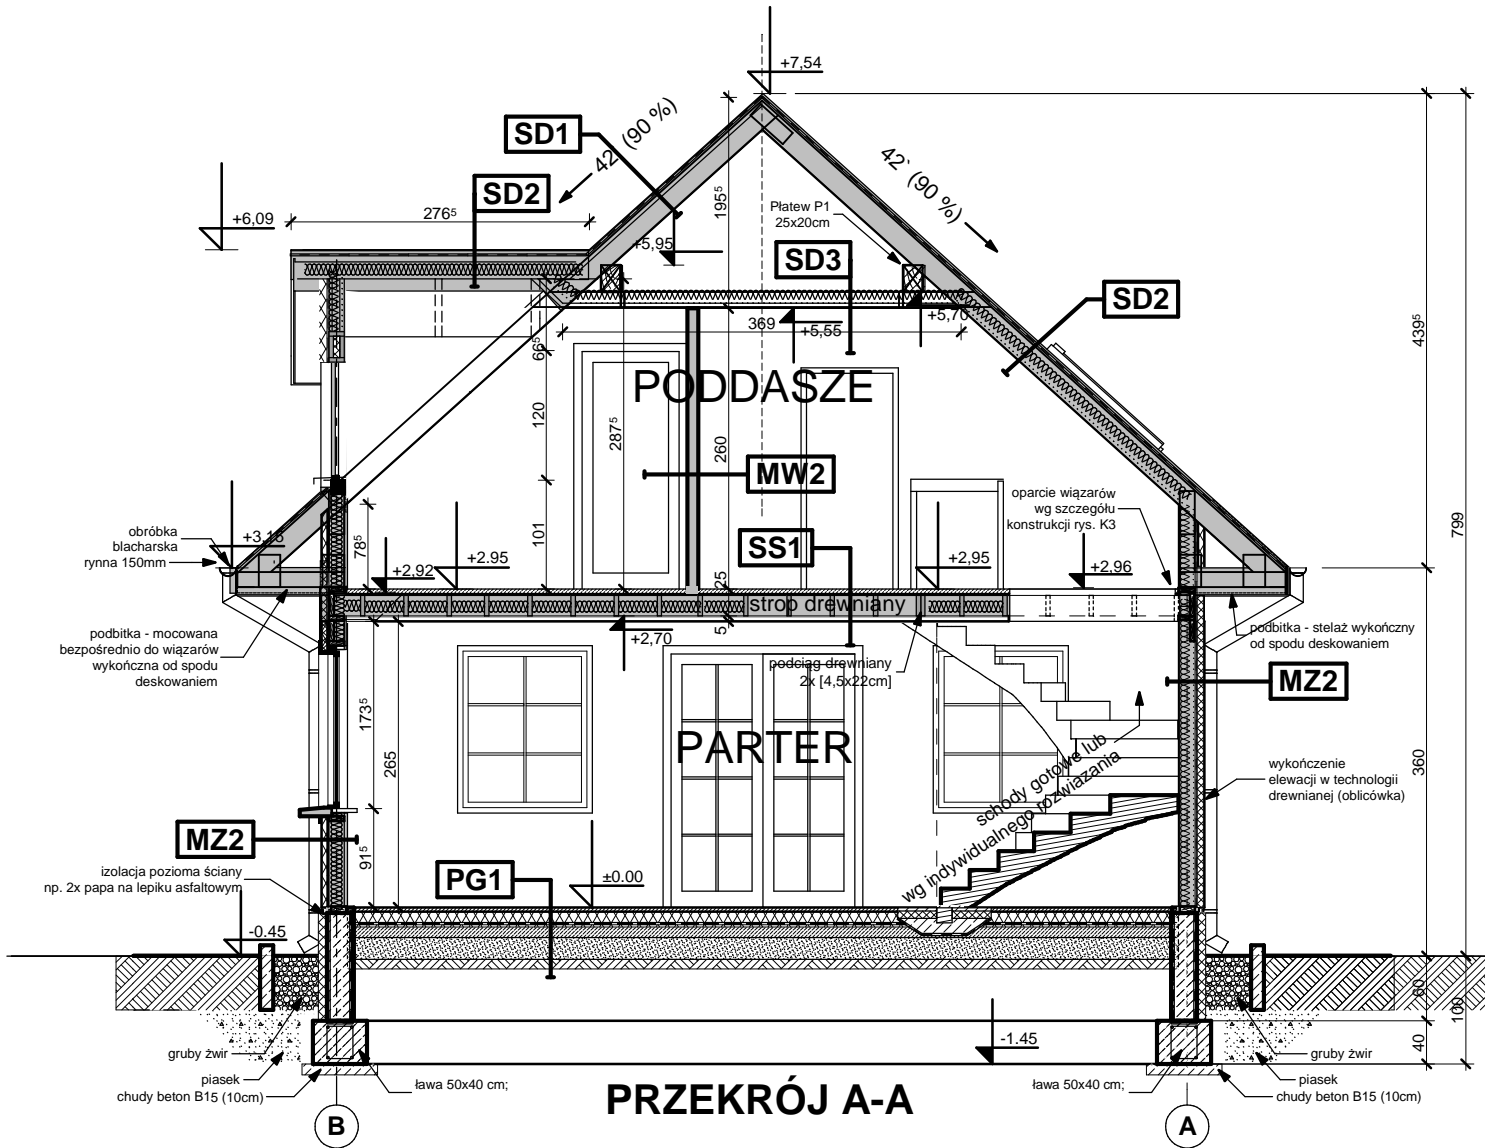 +7,54
SD1
42` (90 %)
42` (90 %)
SD2
276⁵
+6,09
195⁵
Płatew P1
25x20cm
+5,95
SD3
SD2
369
+5,55
+5,70
66⁵
439⁵
PODDASZE
120
287⁵
260
MW2
oparcie wiązarów
wg szczegółu
konstrukcji rys. K3
obróbka
blacharska
rynna 150mm
+3,16
78⁵
101
SS1
799
+2,92
+2.95
25
+2,95
+2,96
strop drewniany
5
+2,70
podbitka - mocowana
bezpośrednio do wiązarów
wykończna od spodu
deskowaniem
podbitka - stelaż wykończny
od spodu deskowaniem
podciąg drewniany
2x [4,5x22cm]
MZ2
173⁵
265
PARTER
schody gotowe lub
wg indywidualnego rozwiązania
wykończenie
elewacji w technologii
drewnianej (oblicówka)
360
MZ2
91⁵
izolacja pozioma ściany
np. 2x papa na lepiku asfaltowym
PG1
±0.00
-0.45
60
100
40
-1.45
gruby żwir
piasek
chudy beton B15 (10cm)
ława 50x40 cm;
PRZEKRÓJ A-A
ława 50x40 cm;
gruby żwir
piasek
chudy beton B15 (10cm)
B
A